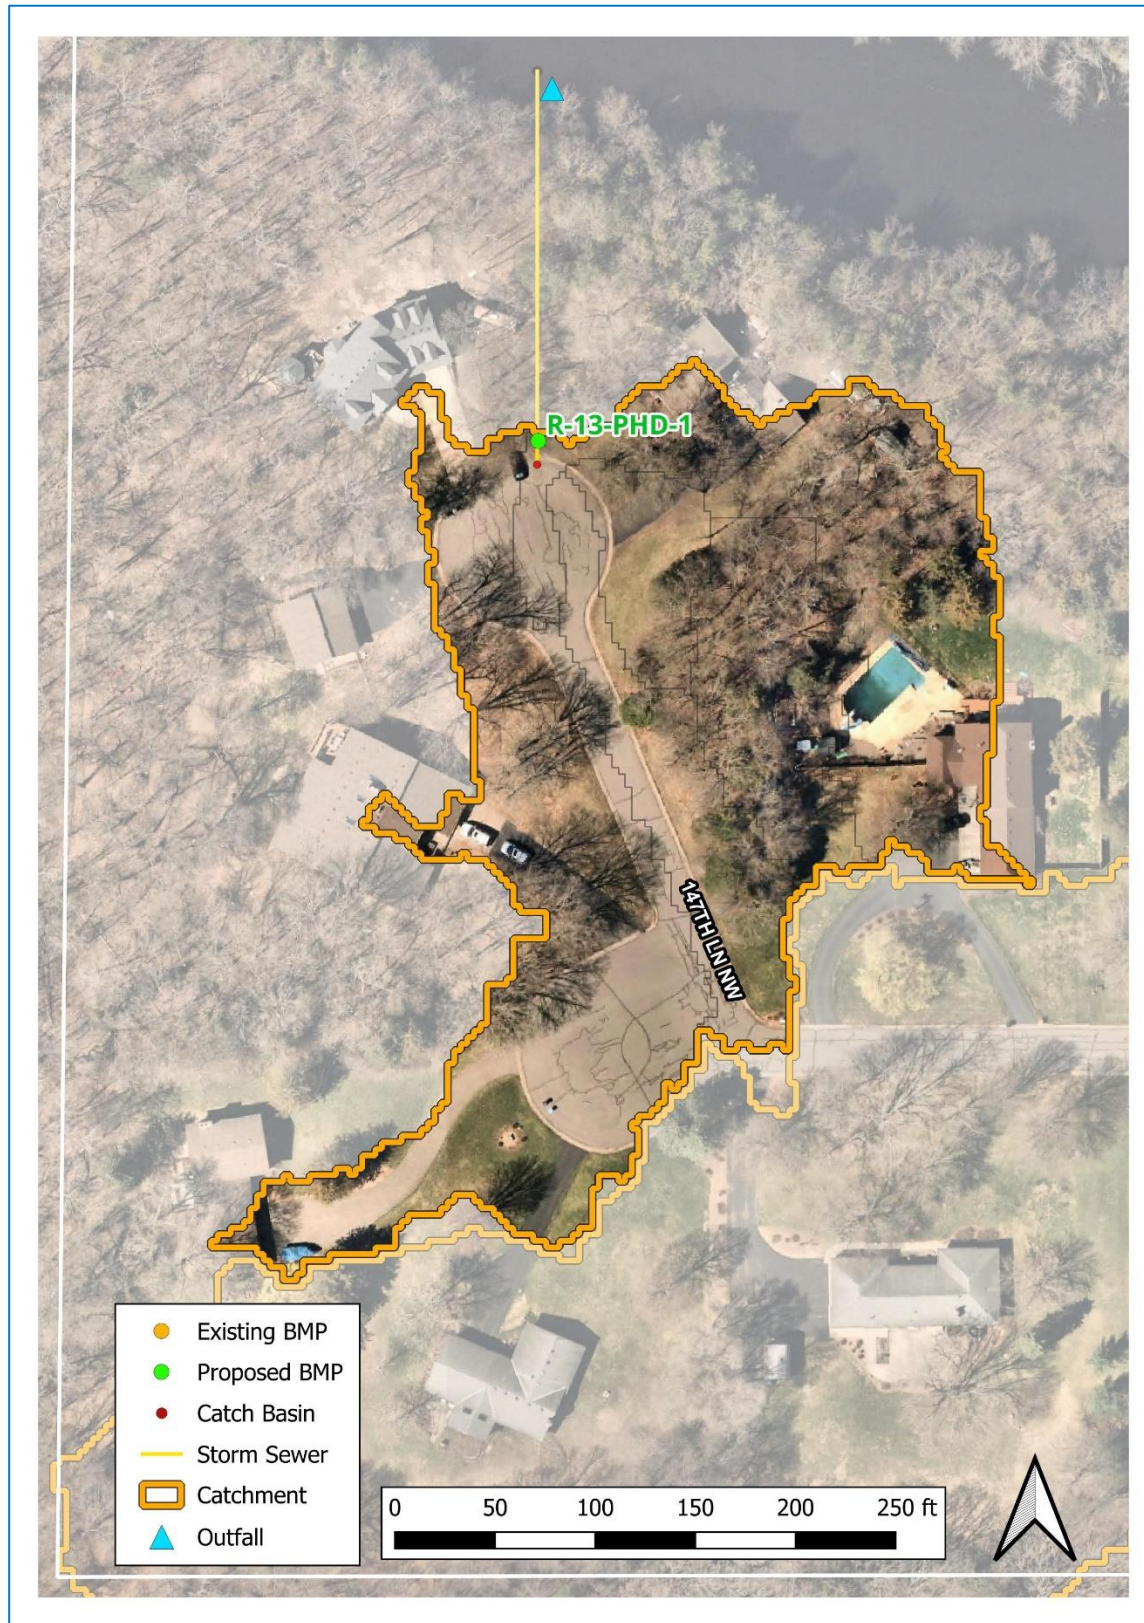 R-13-PHD-1
147TH LN NW
Existing BMP
Proposed BMP
Catch Basin
Storm Sewer
Catchment
Outfall
0 50 100 150 200 250 ft